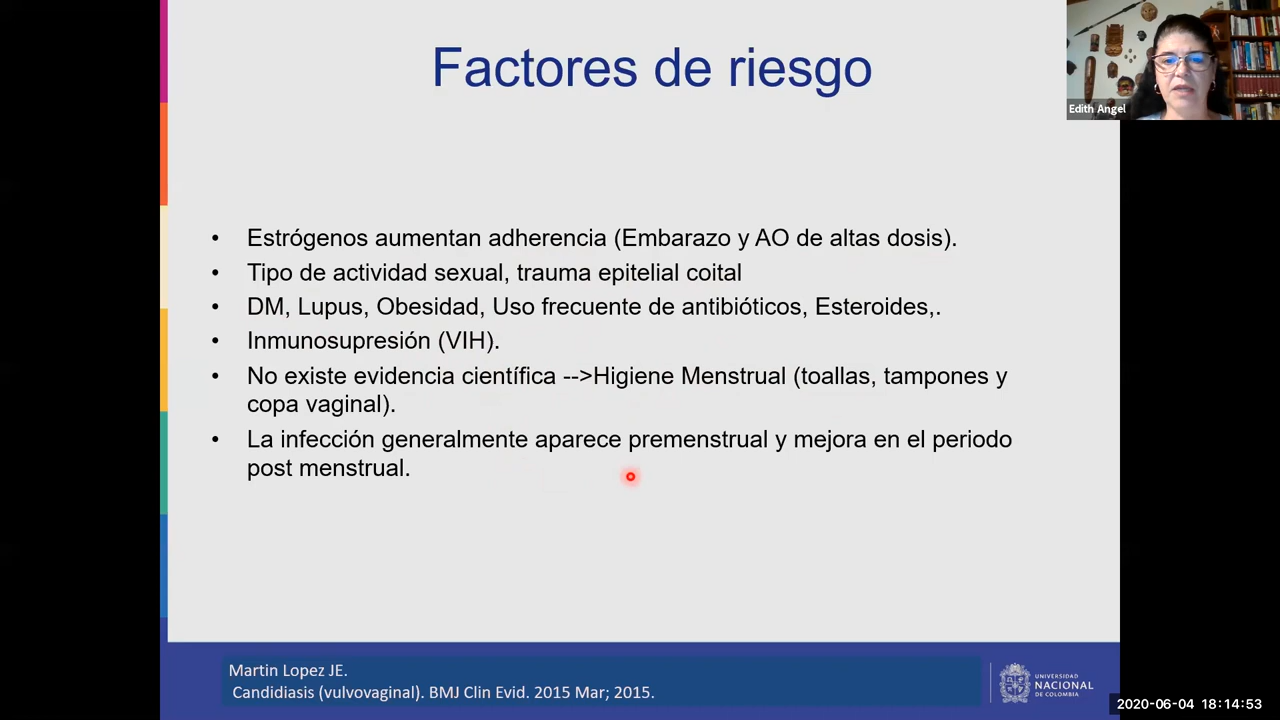 Factores de riesgo
Edith Angel
• Estrógenos aumentan adherencia (Embarazo y AO de altas dosis).
• Tipo de actividad sexual, trauma epitelial coital
• DM, Lupus, Obesidad, Uso frecuente de antibióticos, Esteroides,.
• Inmunosupresión (VIH).
• No existe evidencia científica -->Higiene Menstrual (toallas, tampones y
copa vaginal).
• La infección generalmente aparece premenstrual y mejora en el periodo
post menstrual.
Martin Lopez JE.
Candidiasis (vulvovaginal). BMJ Clin Evid. 2015 Mar; 2015.
UNIVERSIDAD
NACIONAL
DE COLOMBIA
2020-06-04 18:14:53